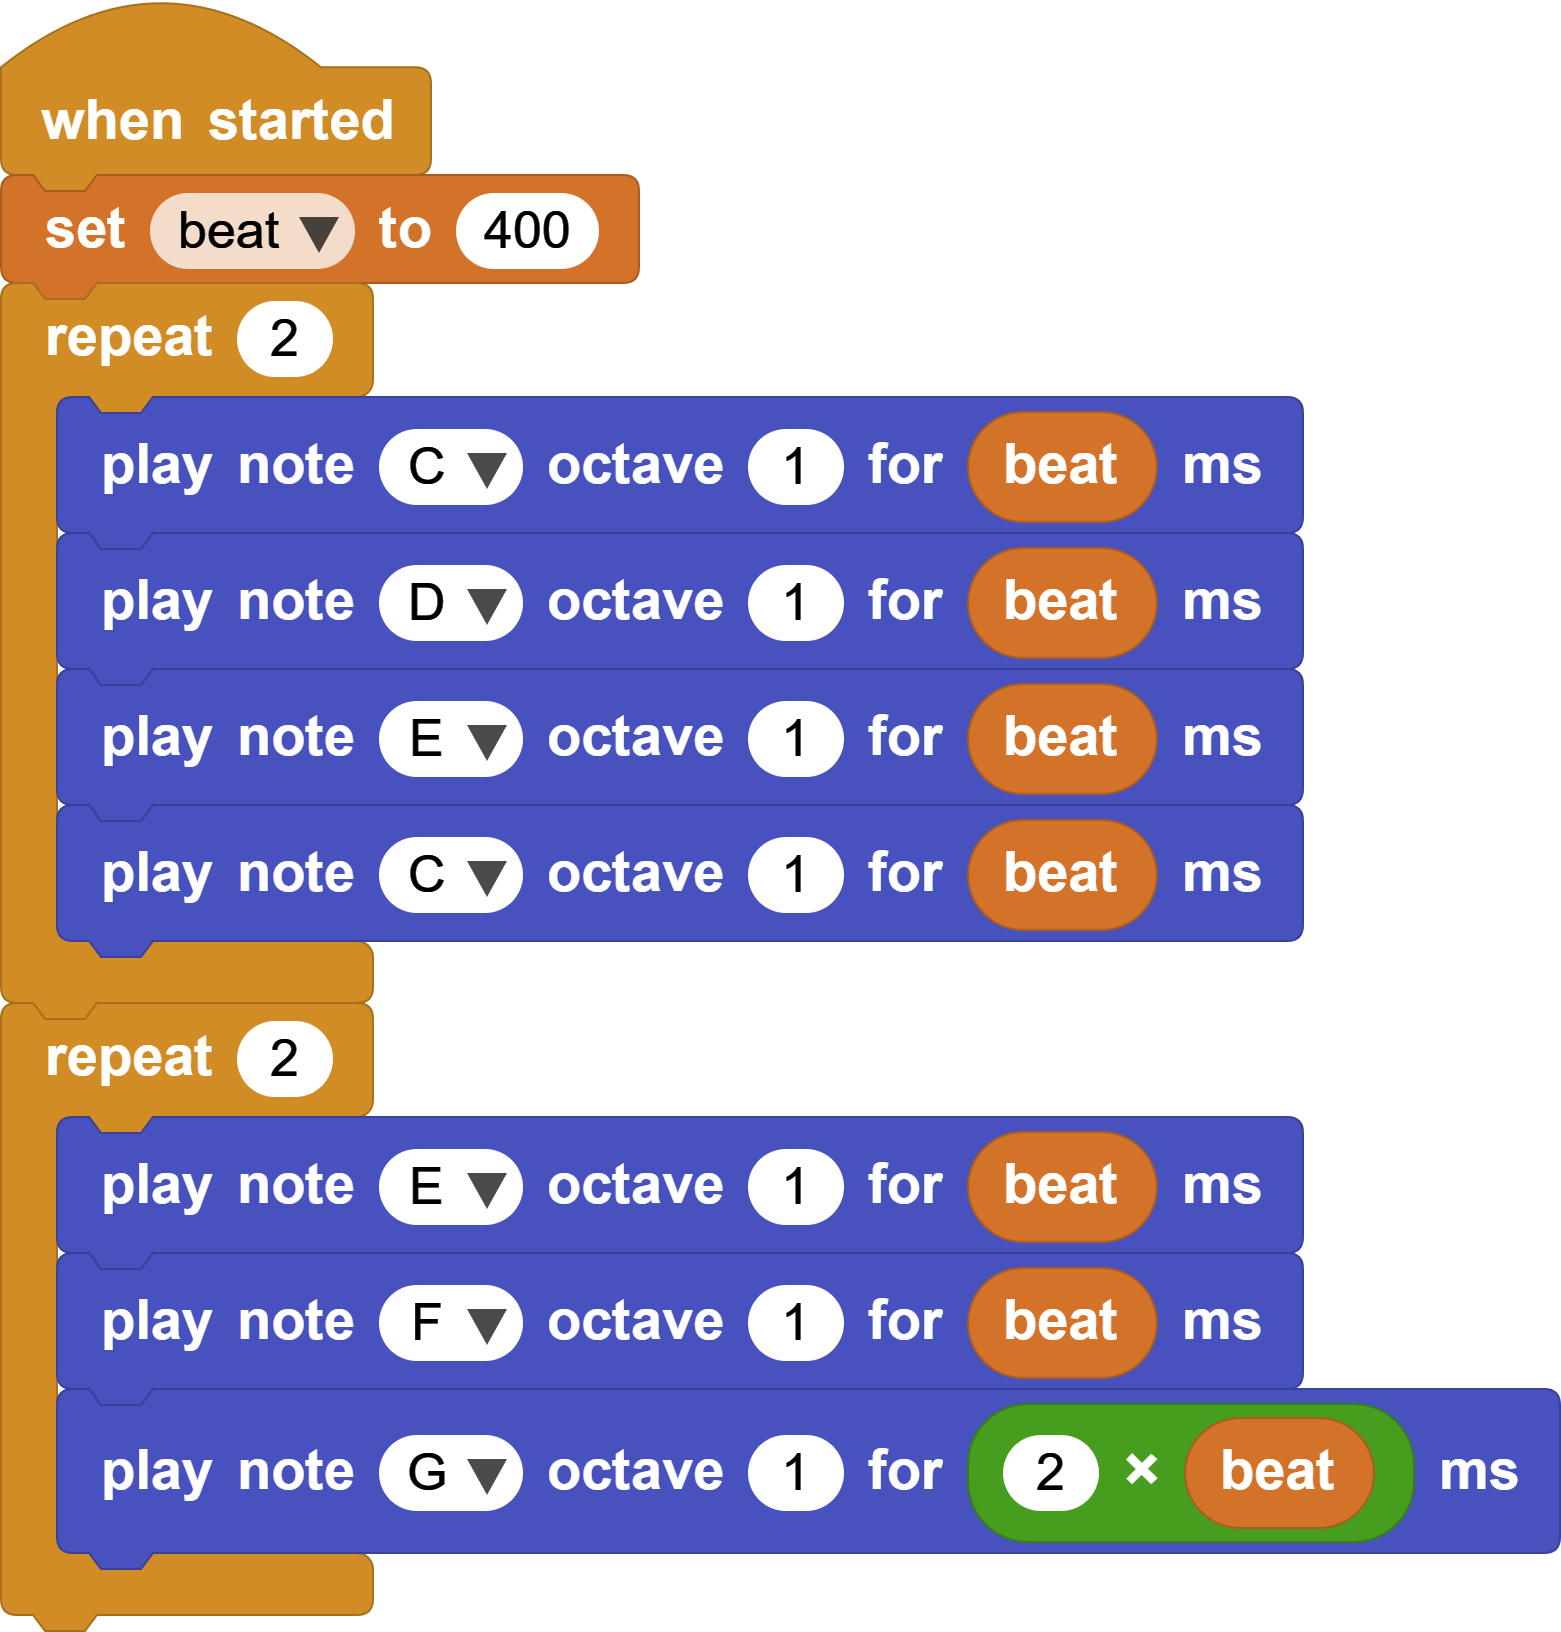 when started
set beat to 400
repeat 2
play note C octave 1 for beat ms
play note D octave 1 for beat ms
play note E octave 1 for beat ms
play note C octave 1 for beat ms
repeat 2
play note E octave 1 for beat ms
play note F octave 1 for beat ms
play note G octave 1 for 2 × beat ms